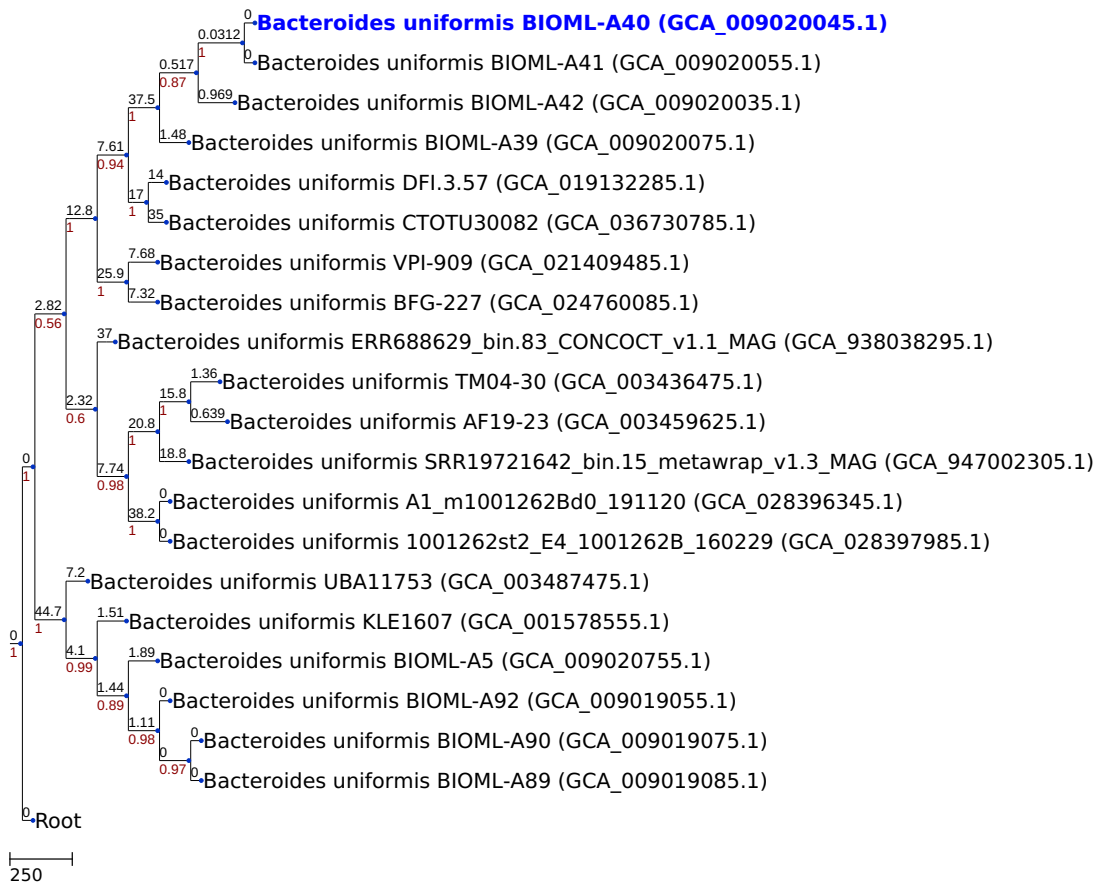 0
Bacteroides uniformis BIOML-A40 (GCA_009020045.1)
0.0312
1
0
Bacteroides uniformis BIOML-A41 (GCA_009020055.1)
0.517
0.87
0.969
Bacteroides uniformis BIOML-A42 (GCA_009020035.1)
37.5
1
1.48
Bacteroides uniformis BIOML-A39 (GCA_009020075.1)
7.61
0.94
14
Bacteroides uniformis DFI.3.57 (GCA_019132285.1)
17
1
35
Bacteroides uniformis CTOTU30082 (GCA_036730785.1)
12.8
1
7.68
Bacteroides uniformis VPI-909 (GCA_021409485.1)
25.9
1
7.32
Bacteroides uniformis BFG-227 (GCA_024760085.1)
2.82
0.56
37
Bacteroides uniformis ERR688629_bin.83_CONCOCT_v1.1_MAG (GCA_938038295.1)
1.36
Bacteroides uniformis TM04-30 (GCA_003436475.1)
15.8
1
2.32
0.6
0.639
Bacteroides uniformis AF19-23 (GCA_003459625.1)
20.8
1
18.8
Bacteroides uniformis SRR19721642_bin.15_metawrap_v1.3_MAG (GCA_947002305.1)
0
1
7.74
0.98
0
Bacteroides uniformis A1_m1001262Bd0_191120 (GCA_028396345.1)
38.2
1
0
Bacteroides uniformis 1001262st2_E4_1001262B_160229 (GCA_028397985.1)
7.2
Bacteroides uniformis UBA11753 (GCA_003487475.1)
44.7
1
1.51
Bacteroides uniformis KLE1607 (GCA_001578555.1)
0
1
4.1
0.99
1.89
Bacteroides uniformis BIOML-A5 (GCA_009020755.1)
1.44
0.89
0
Bacteroides uniformis BIOML-A92 (GCA_009019055.1)
1.11
0.98
0
Bacteroides uniformis BIOML-A90 (GCA_009019075.1)
0
0.97
0
Bacteroides uniformis BIOML-A89 (GCA_009019085.1)
0
Root
250